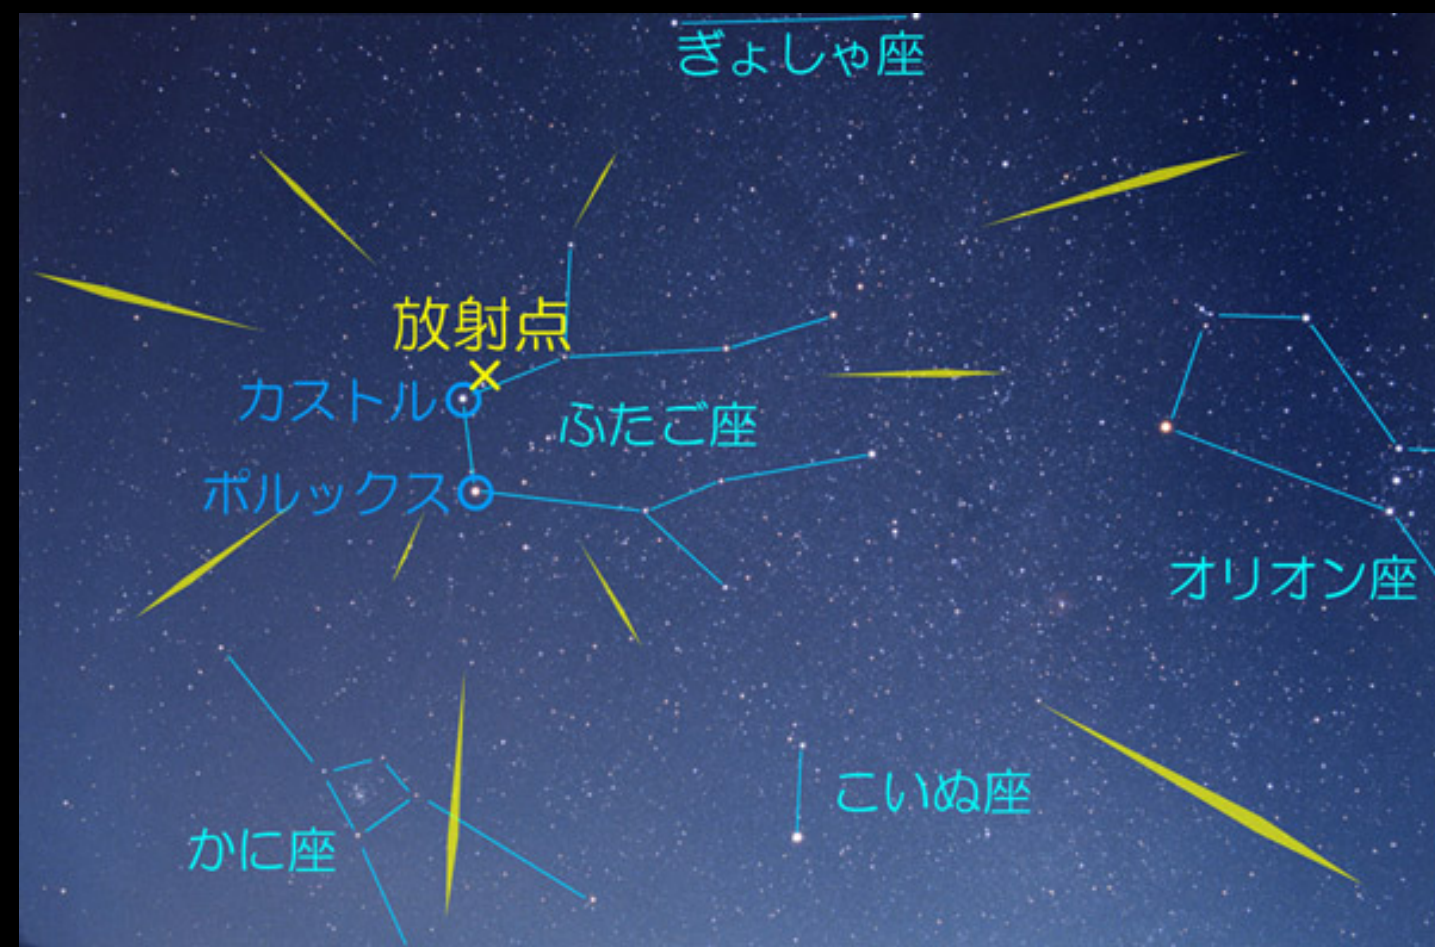 ぎょしゃ座
放射点
カストル
ふたご座
ポルックス
オリオン座
こいぬ座
かに座